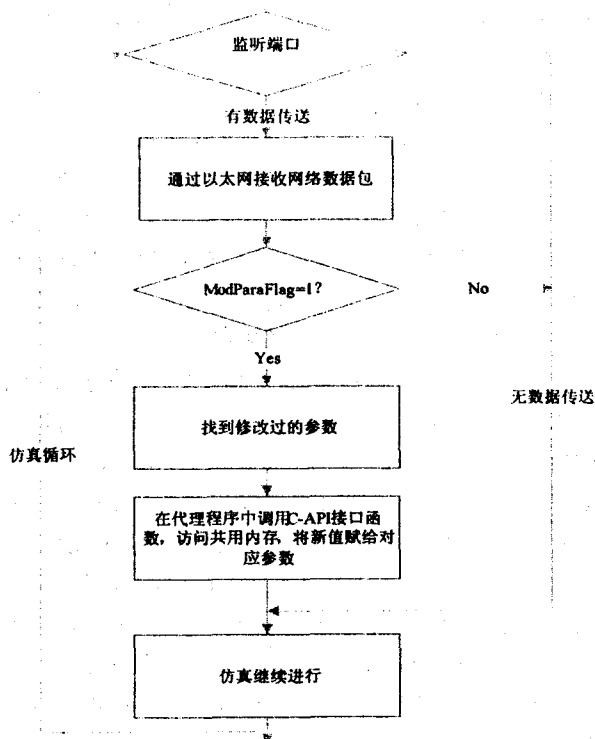 监听端口
有数据传送
通过以太网接收网络数据包
ModParaFlag=1?
No
Yes
无数据传送
找到修改过的参数
仿真循环
在代理程序中调用C-API接口函
数，访问共用内存，将新值赋给对
应参数
仿真继续进行